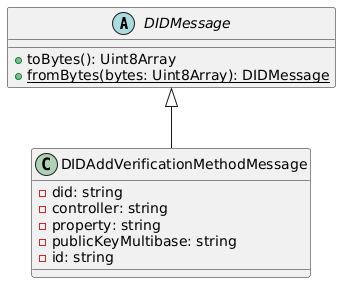 A DIDMessage
toBytes(): Uint8Array
fromBytes(bytes: Uint8Array): DIDMessage
C DIDAddVerificationMethodMessage
did: string
controller: string
property: string
publicKeyMultibase: string
id: string